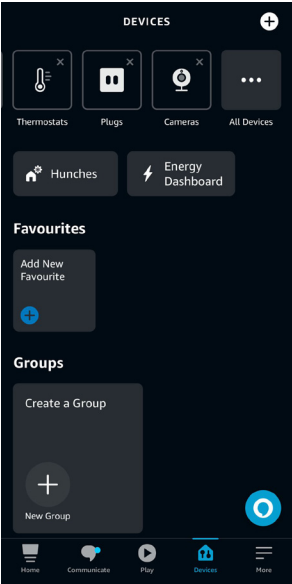 DEVICES
Thermostats
Plugs
Cameras
All Devices
Hunches
Energy
Dashboard
Favourites
Add New
Favourite
Groups
Create a Group
New Group
Home
Communicate
Play
Devices
More